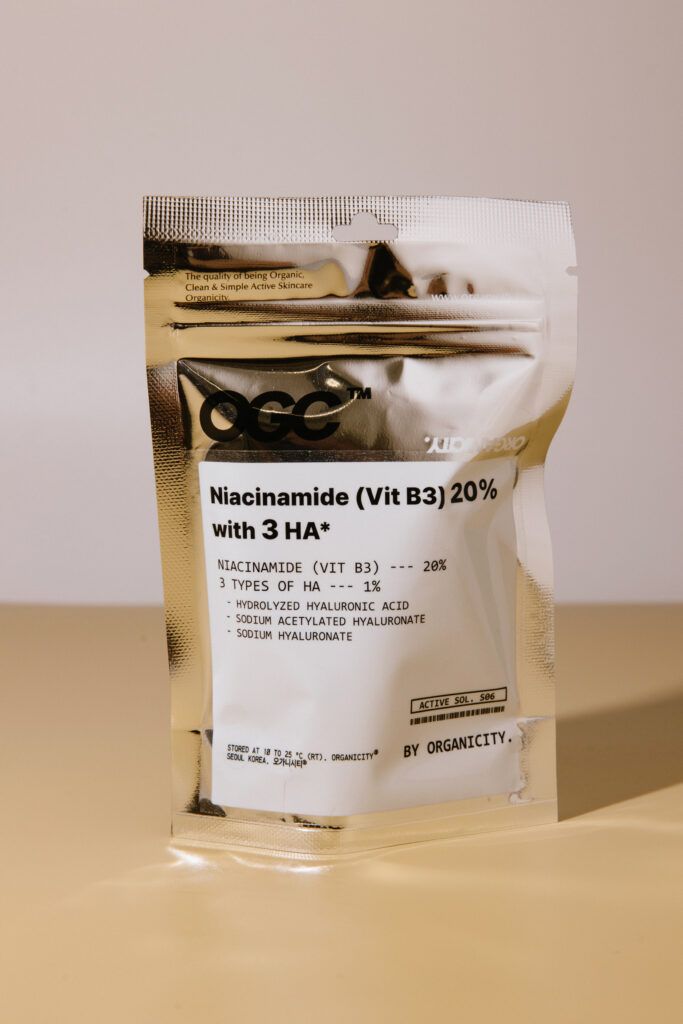 The quality of being Organic,
Clean & Simple Active Skincare
Organicity.
OGC™
ORGANICITY.
Niacinamide (Vit B3) 20%
with 3 HA*
NIACINAMIDE (VIT B3) --- 20%
3 TYPES OF HA --- 1%
- HYDROLYZED HYALURONIC ACID
- SODIUM ACETYLATED HYALURONATE
- SODIUM HYALURONATE
ACTIVE SOL. S06
STORED AT 10 TO 25 °C (RT). ORGANICITY®
SEOUL KOREA. 오가니시티®
BY ORGANICITY.